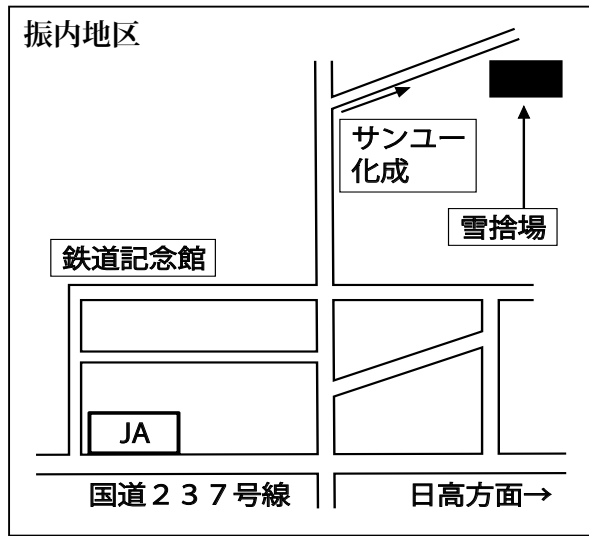 振内地区
サンユー
化成
雪捨場
鉄道記念館
JA
国道２３７号線
日高方面→